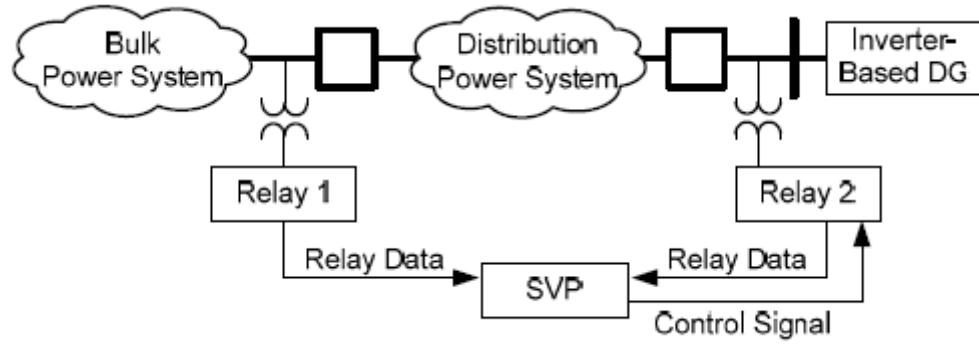 Bulk
Power System
Distribution
Power System
Inverter-
Based DG
Relay 1
Relay 2
Relay Data
Relay Data
SVP
Control Signal